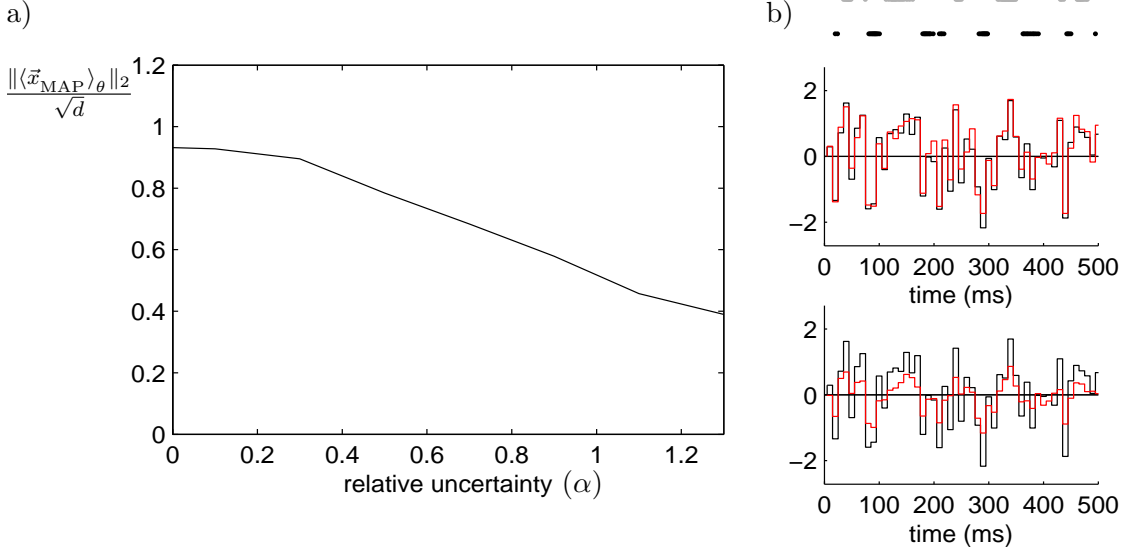 a)
‖⟨x⃗_MAP⟩_θ‖₂
√d
1.2
1
0.8
0.6
0.4
0.2
0
0 0.2 0.4 0.6 0.8 1 1.2
relative uncertainty (α)
b)
2
0
−2
0 100 200 300 400 500
time (ms)
2
0
−2
0 100 200 300 400 500
time (ms)